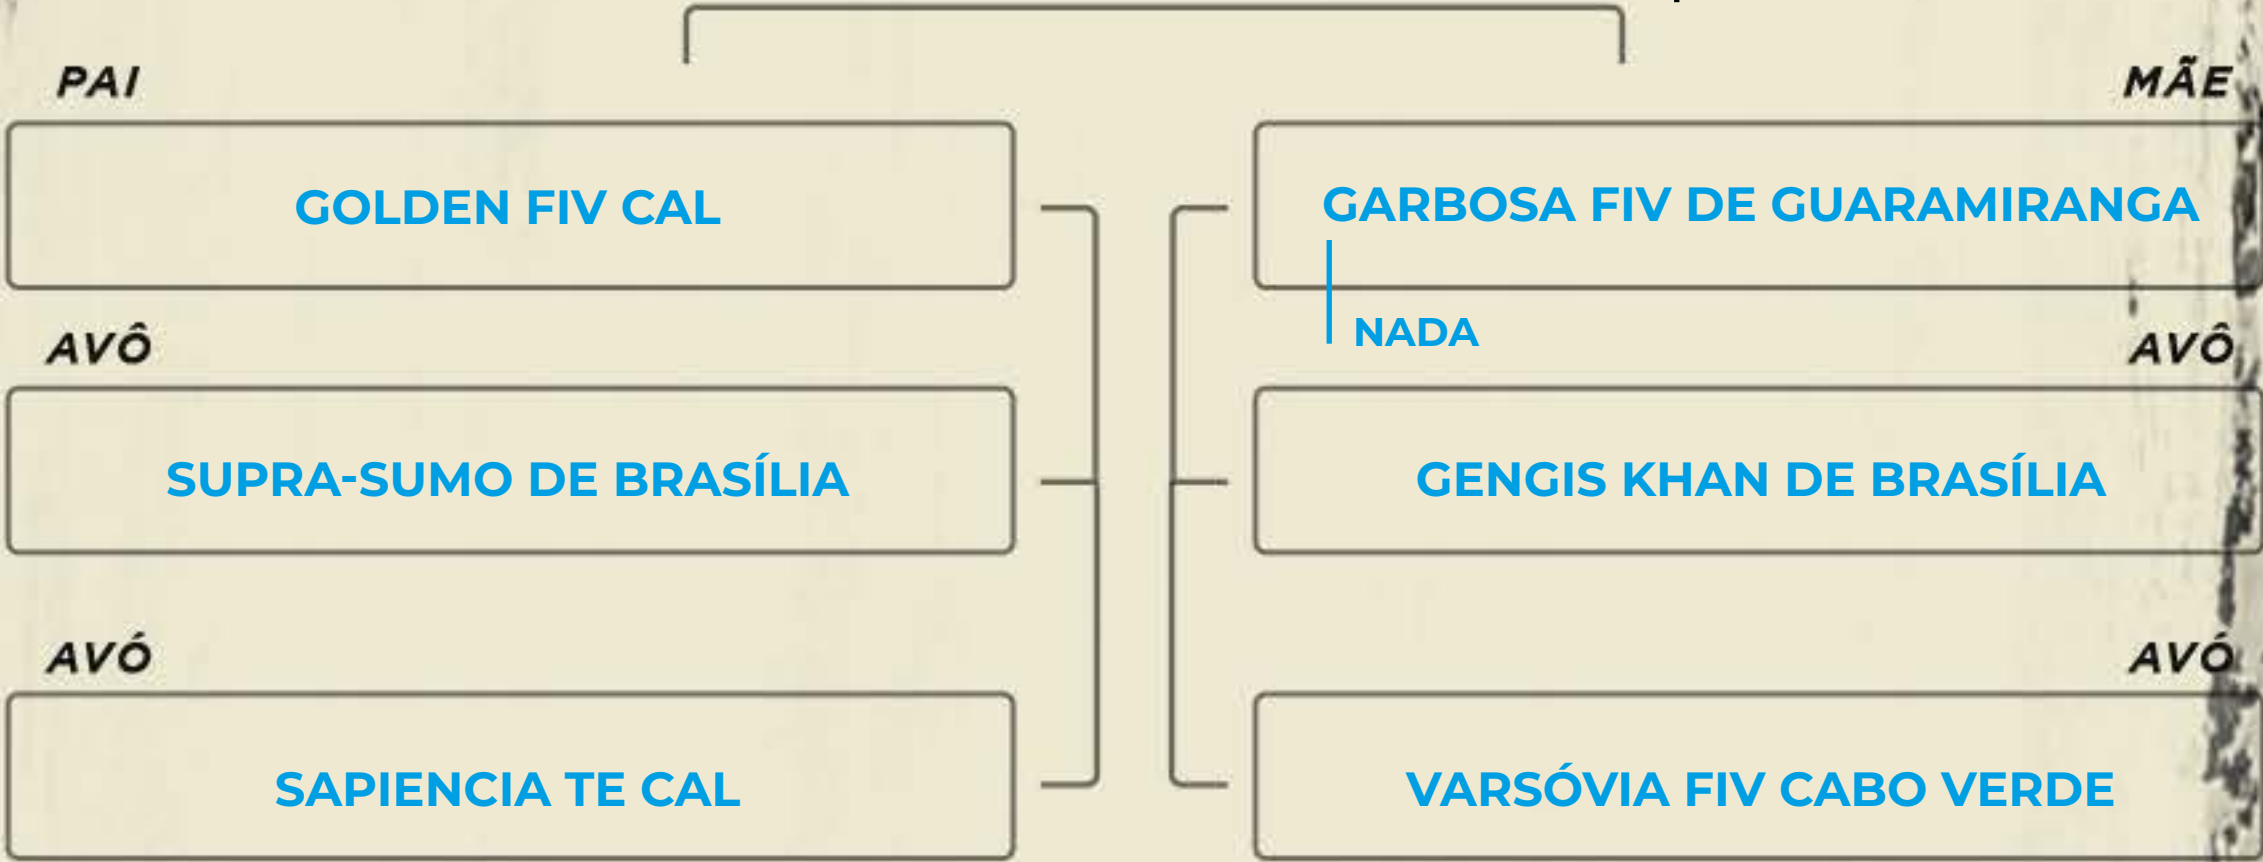 PAI
MÃE
GOLDEN FIV CAL
GARBOSA FIV DE GUARAMIRANGA
NADA
AVÔ
AVÔ
SUPRA-SUMO DE BRASÍLIA
GENGIS KHAN DE BRASÍLIA
AVÓ
AVÓ
SAPIENCIA TE CAL
VARSÓVIA FIV CABO VERDE